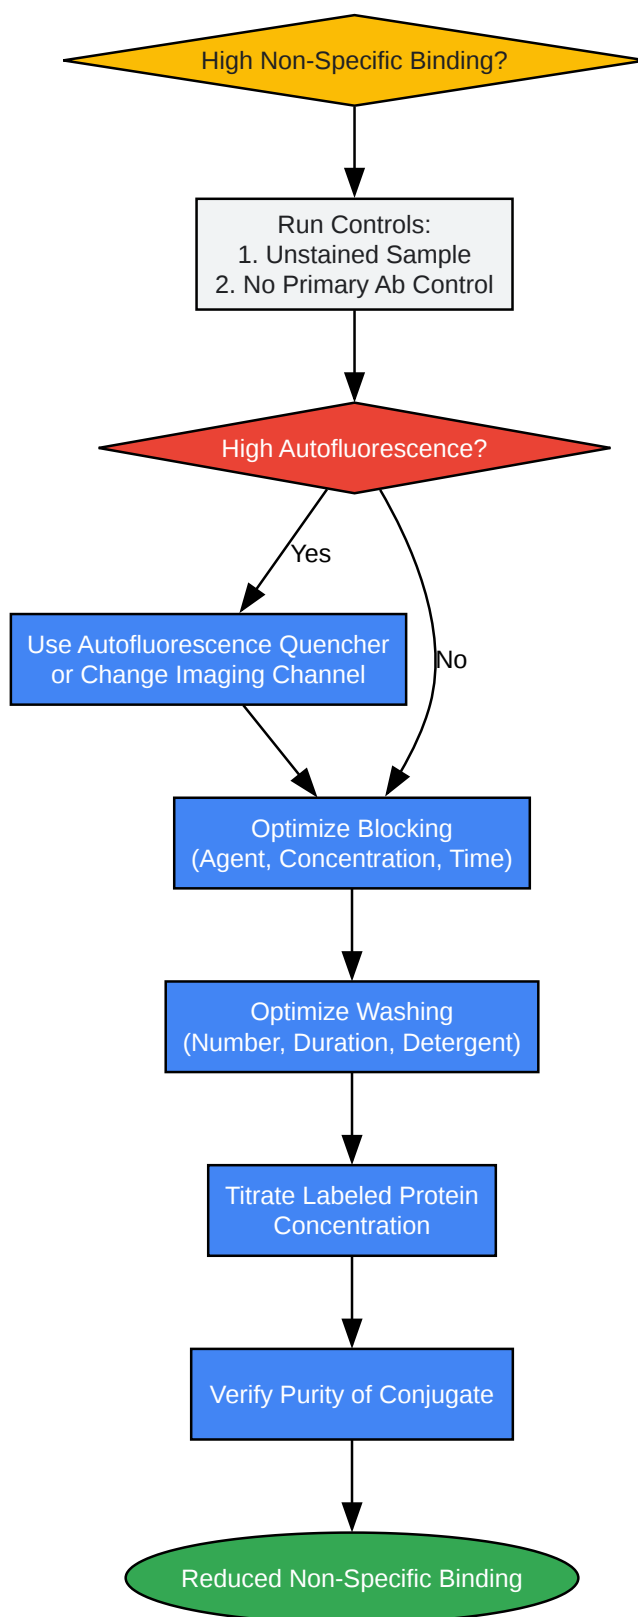 High Non-Specific Binding?
Run Controls:
1. Unstained Sample
2. No Primary Ab Control
High Autofluorescence?
Yes
Use Autofluorescence Quencher
or Change Imaging Channel
No
Optimize Blocking
(Agent, Concentration, Time)
Optimize Washing
(Number, Duration, Detergent)
Titrate Labeled Protein
Concentration
Verify Purity of Conjugate
Reduced Non-Specific Binding